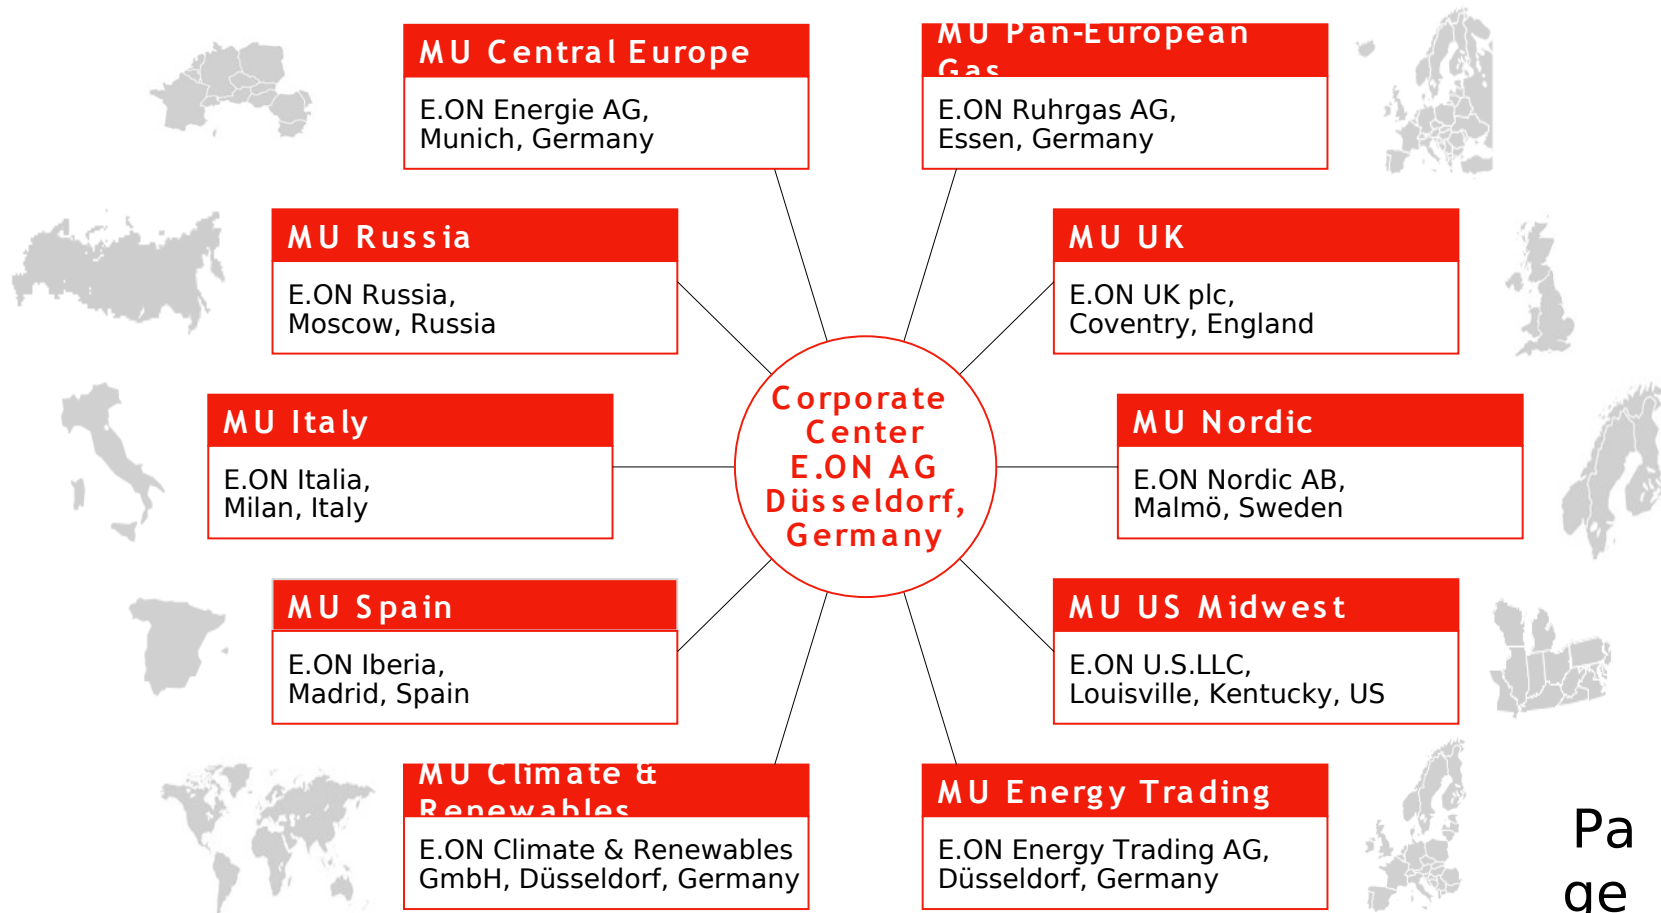 MU Central Europe
E.ON Energie AG,
Munich, Germany
MU Pan-European
Gas
E.ON Ruhrgas AG,
Essen, Germany
MU Russia
E.ON Russia,
Moscow, Russia
MU UK
E.ON UK plc,
Coventry, England
MU Italy
E.ON Italia,
Milan, Italy
Corporate
Center
E.ON AG
Düsseldorf,
Germany
MU Nordic
E.ON Nordic AB,
Malmö, Sweden
MU Spain
E.ON Iberia,
Madrid, Spain
MU US Midwest
E.ON U.S.LLC,
Louisville, Kentucky, US
MU Climate &
Renewables
E.ON Climate & Renewables
GmbH, Düsseldorf, Germany
MU Energy Trading
E.ON Energy Trading AG,
Düsseldorf, Germany
Pa
ge